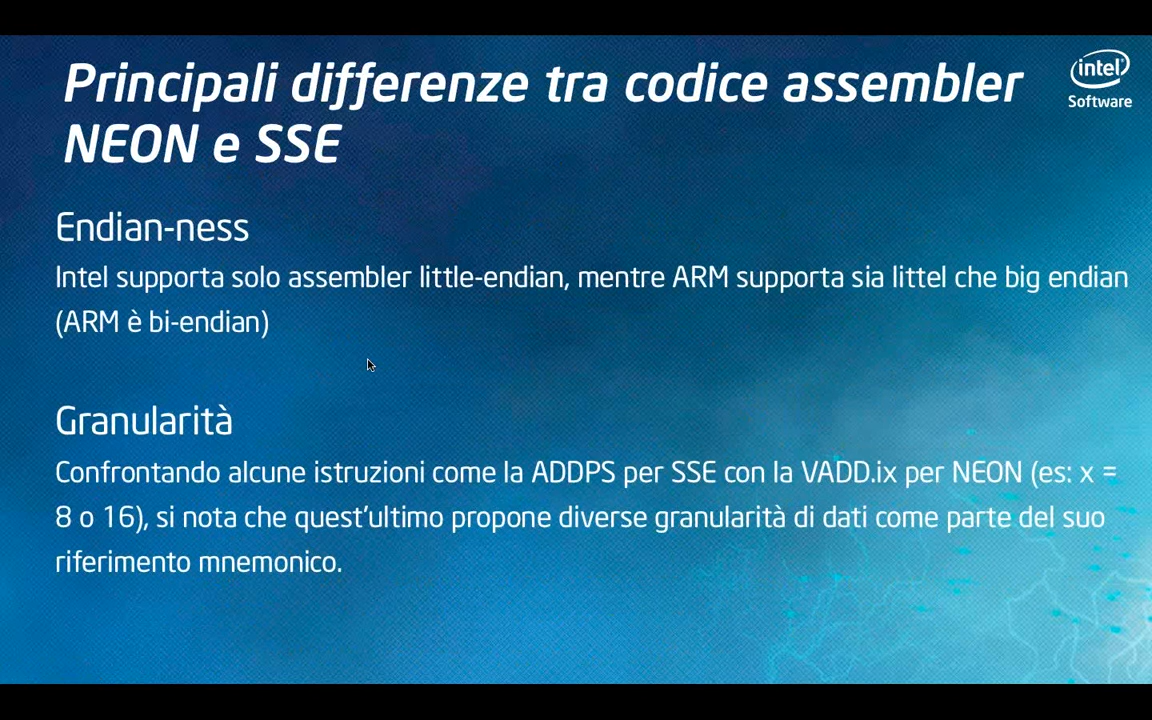 Principali differenze tra codice assembler
NEON e SSE
intel
Software
Endian-ness
Intel supporta solo assembler little-endian, mentre ARM supporta sia littel che big endian
(ARM è bi-endian)
Granularità
Confrontando alcune istruzioni come la ADDPS per SSE con la VADD.ix per NEON (es: x =
8 o 16), si nota che quest'ultimo propone diverse granularità di dati come parte del suo
riferimento mnemonico.